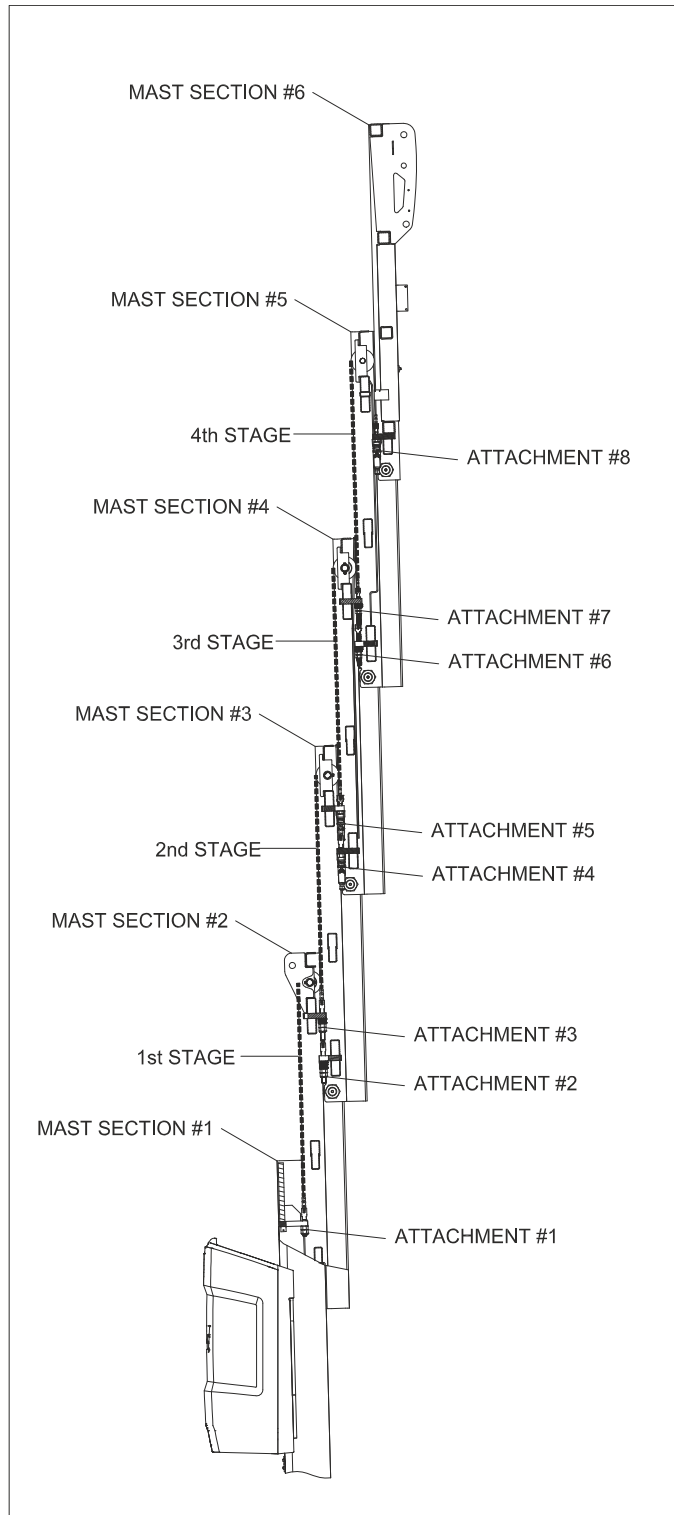 MAST SECTION #6
MAST SECTION #5
4th STAGE
ATTACHMENT #8
MAST SECTION #4
ATTACHMENT #7
3rd STAGE
ATTACHMENT #6
MAST SECTION #3
ATTACHMENT #5
2nd STAGE
ATTACHMENT #4
MAST SECTION #2
ATTACHMENT #3
1st STAGE
ATTACHMENT #2
MAST SECTION #1
ATTACHMENT #1